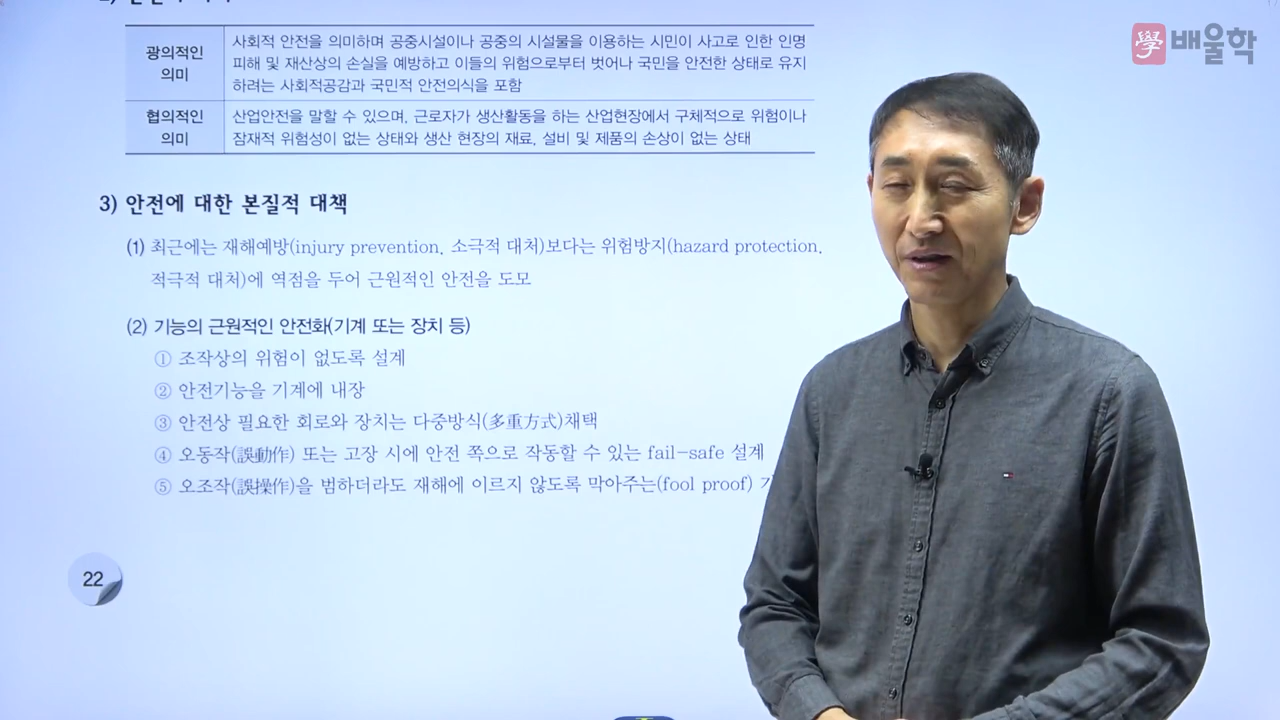 學 배울학
광의적인 의미
사회적 안전을 의미하며 공중시설이나 공중의 시설물을 이용하는 시민이 사고로 인한 인명
피해 및 재산상의 손실을 예방하고 이들의 위험으로부터 벗어나 국민을 안전한 상태로 유지
하려는 사회적공감과 국민적 안전의식을 포함
협의적인 의미
산업안전을 말할 수 있으며, 근로자가 생산활동을 하는 산업현장에서 구체적으로 위험이나
잠재적 위험성이 없는 상태와 생산 현장의 재료, 설비 및 제품의 손상이 없는 상태
3) 안전에 대한 본질적 대책
(1) 최근에는 재해예방(injury prevention, 소극적 대처)보다는 위험방지(hazard protection,
적극적 대처)에 역점을 두어 근원적인 안전을 도모
(2) 기능의 근원적인 안전화(기계 또는 장치 등)
① 조작상의 위험이 없도록 설계
② 안전기능을 기계에 내장
③ 안전상 필요한 회로와 장치는 다중방식(多重方式)채택
④ 오동작(誤動作) 또는 고장 시에 안전 쪽으로 작동할 수 있는 fail-safe 설계
⑤ 오조작(誤操作)을 범하더라도 재해에 이르지 않도록 막아주는(fool proof)
22